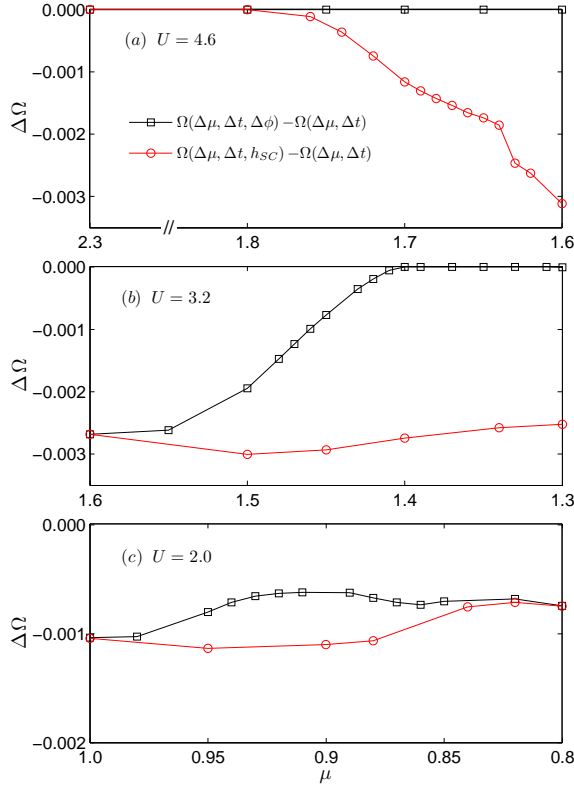 0.000
−0.001
−0.002
−0.003
ΔΩ
(a) U = 4.6
Ω(Δμ, Δt, Δϕ) −Ω(Δμ, Δt)
Ω(Δμ, Δt, h_{SC}) −Ω(Δμ, Δt)
2.3 // 1.8 1.7 1.6
0.000
−0.001
−0.002
−0.003
ΔΩ
(b) U = 3.2
1.6 1.5 1.4 1.3
0.000
−0.001
−0.002
ΔΩ
(c) U = 2.0
1.0 0.95 0.9 0.85 0.8
μ